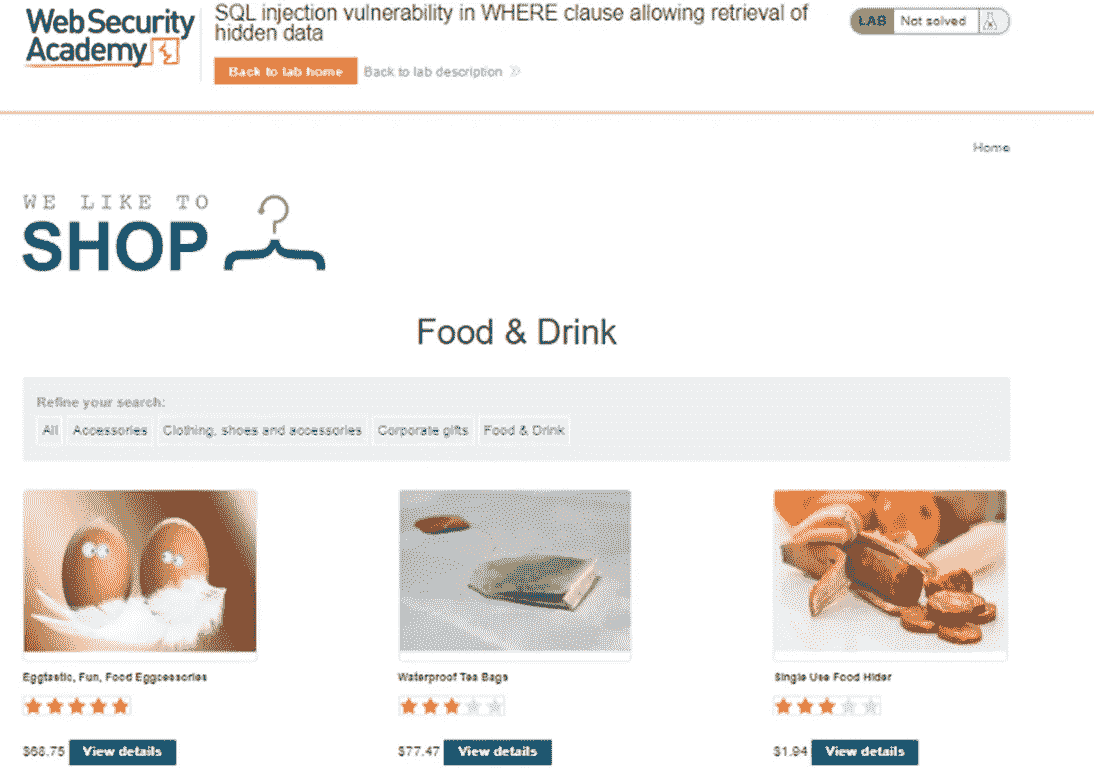 Web Security
Academy
SQL injection vulnerability in WHERE clause allowing retrieval of
hidden data
LAB Not solved
Back to lab home Back to lab description
Home
WE LIKE TO
SHOP
Food & Drink
Refine your search:
All Accessories Clothing, shoes and accessories Corporate gifts Food & Drink
Eggtastic, Fun, Food Eggcessories
Waterproof Tea Bags
Single Use Food Hider
$68.75 View details
$77.47 View details
$1.94 View details